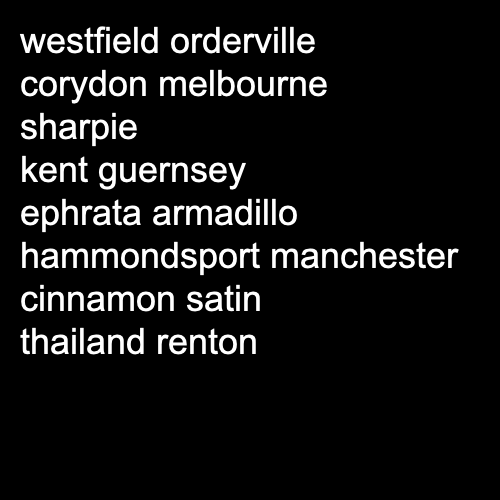 westfield orderville
corydon melbourne
sharpie
kent guernsey
ephrata armadillo
hammondsport manchester
cinnamon satin
thailand renton